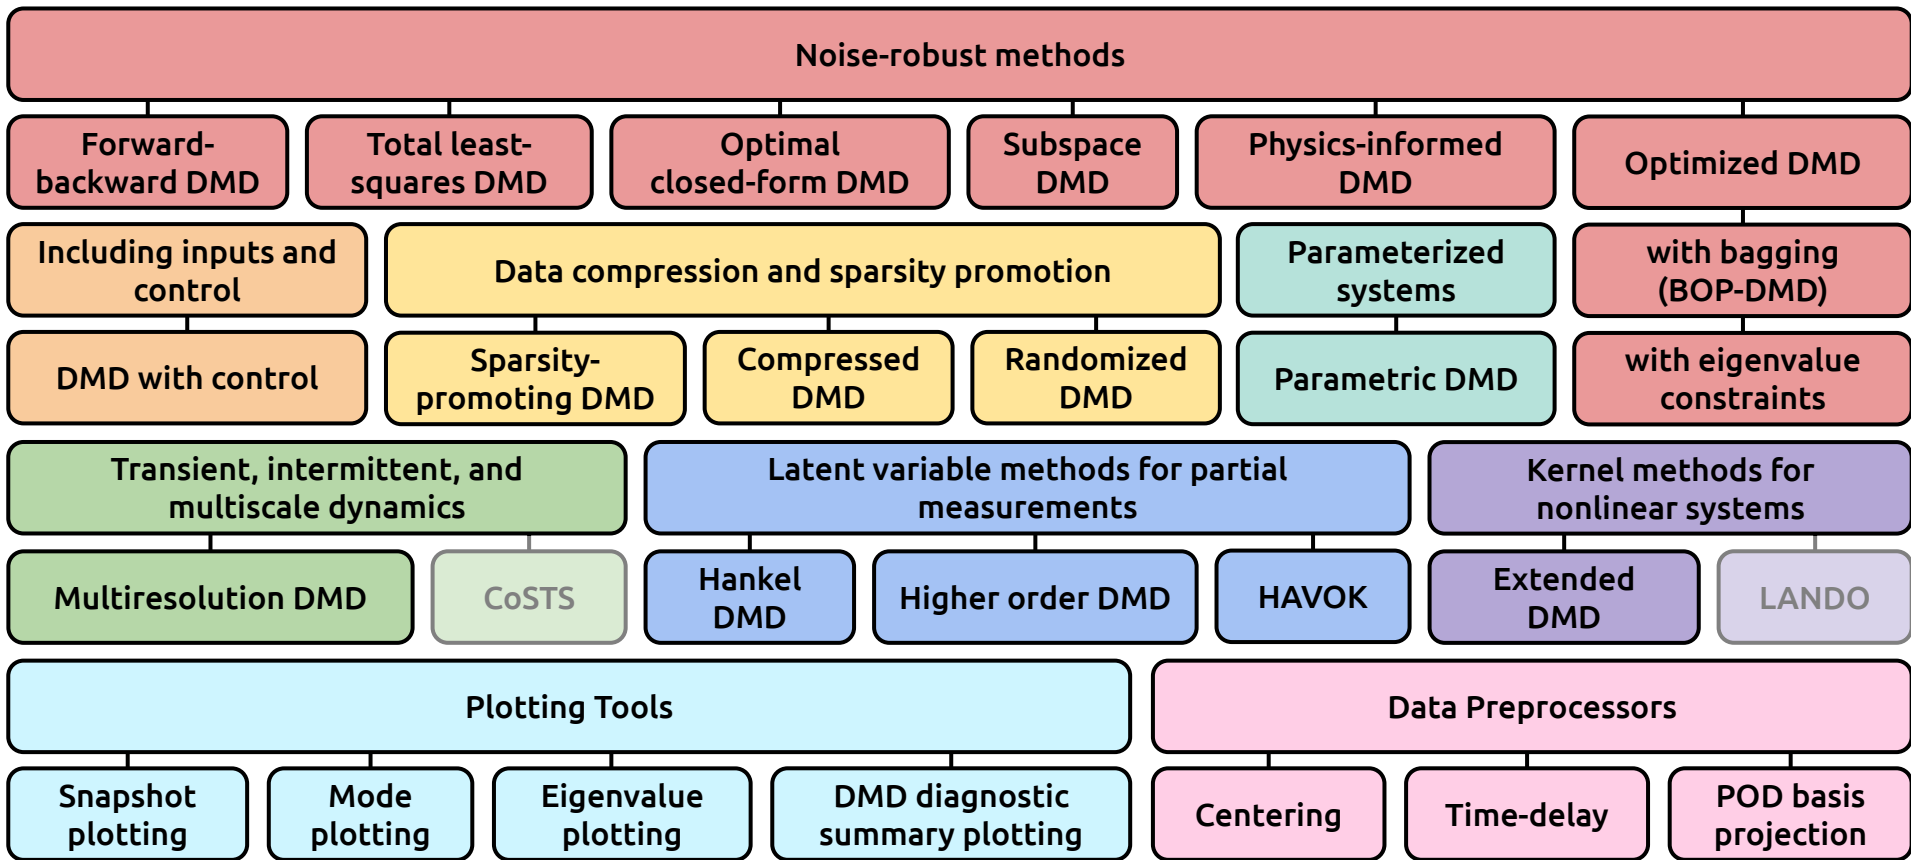 Noise-robust methods
Forward-
backward DMD
Total least-
squares DMD
Optimal
closed-form DMD
Subspace
DMD
Physics-informed
DMD
Optimized DMD
Including inputs and
control
Data compression and sparsity promotion
Parameterized
systems
with bagging
(BOP-DMD)
DMD with control
Sparsity-
promoting DMD
Compressed
DMD
Randomized
DMD
Parametric DMD
with eigenvalue
constraints
Transient, intermittent, and
multiscale dynamics
Latent variable methods for partial
measurements
Kernel methods for
nonlinear systems
Multiresolution DMD
CoSTS
Hankel
DMD
Higher order DMD
HAVOK
Extended
DMD
LANDO
Plotting Tools
Data Preprocessors
Snapshot
plotting
Mode
plotting
Eigenvalue
plotting
DMD diagnostic
summary plotting
Centering
Time-delay
POD basis
projection